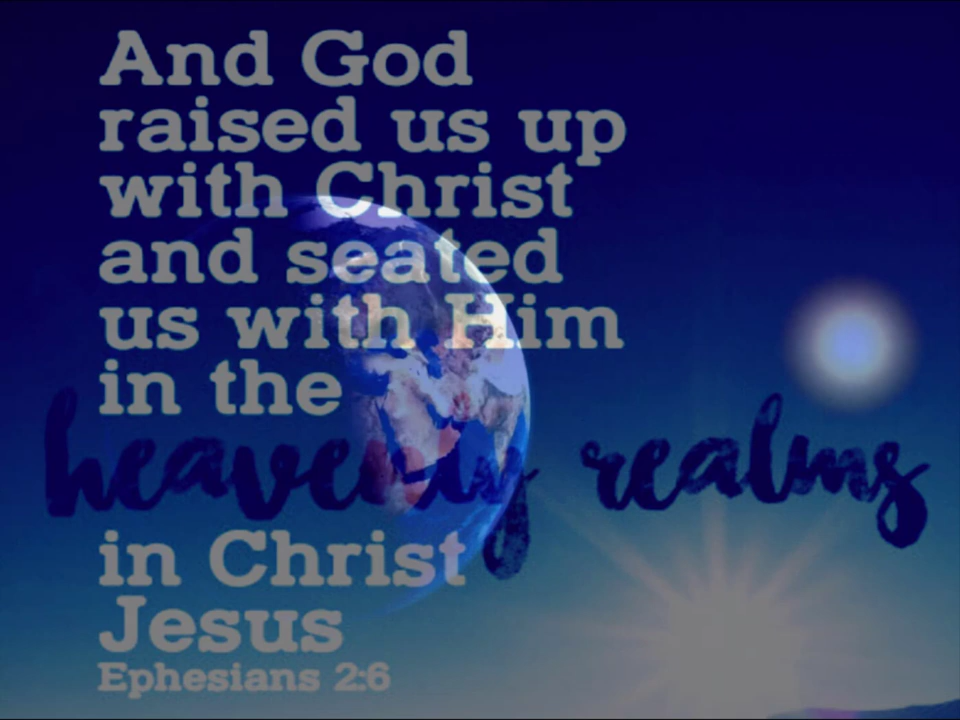 And God
raised us up
with Christ
and seated
us with Him
in the
heavenly realms
in Christ
Jesus
Ephesians 2:6